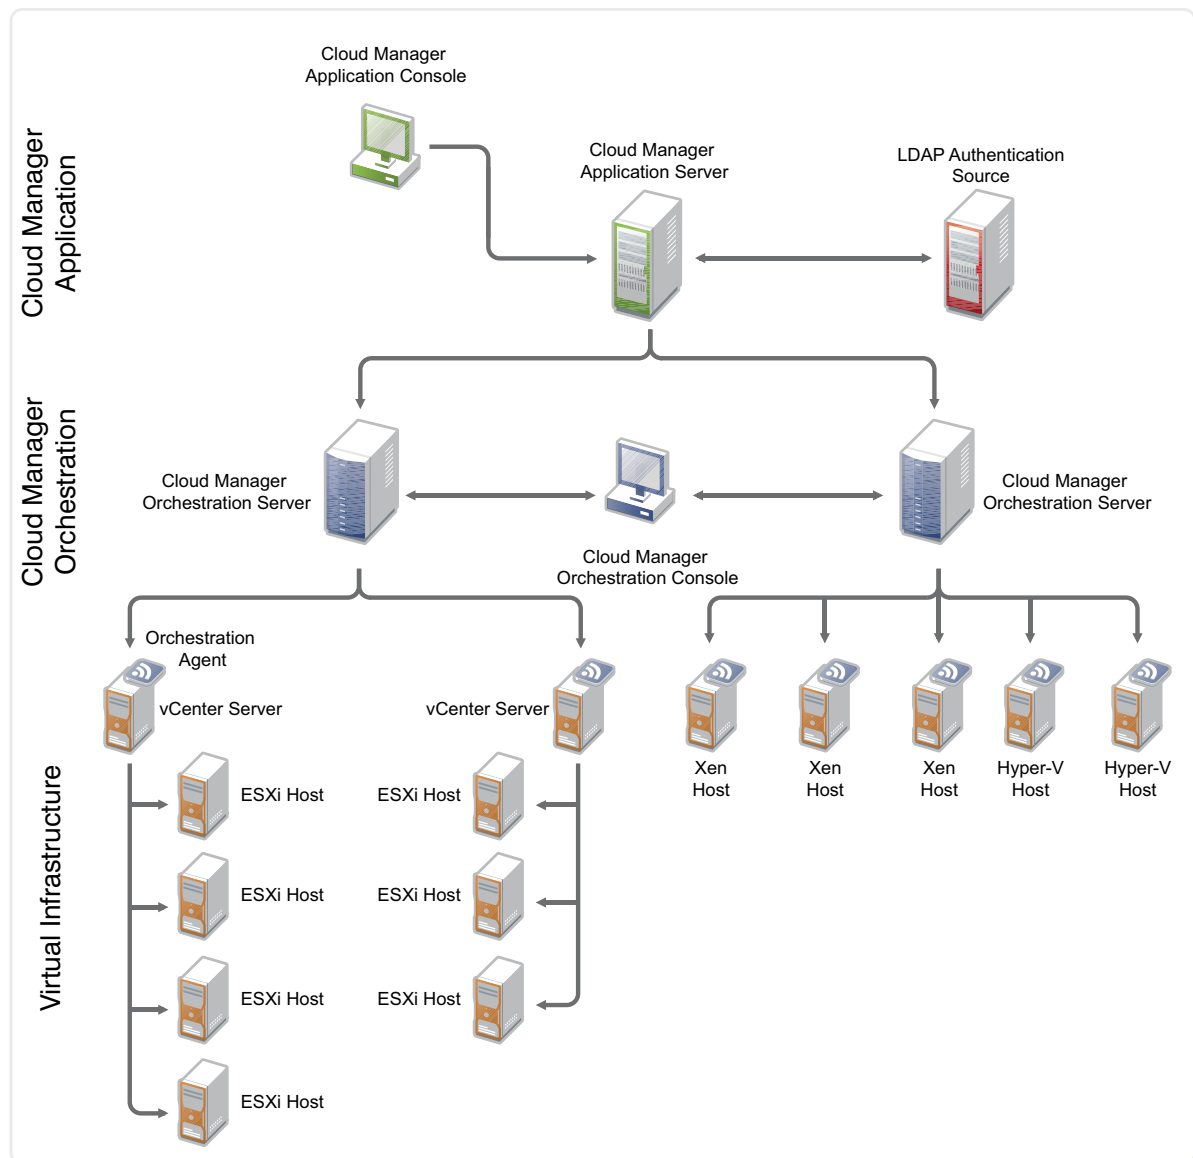 Cloud Manager
Application Console
Cloud Manager
Application Server
LDAP Authentication
Source
Cloud Manager
Application
Cloud Manager
Orchestration Server
Cloud Manager
Orchestration Console
Cloud Manager
Orchestration Server
Cloud Manager
Orchestration
Orchestration
Agent
vCenter Server
vCenter Server
Xen
Host
Xen
Host
Xen
Host
Hyper-V
Host
Hyper-V
Host
ESXi Host
ESXi Host
ESXi Host
ESXi Host
ESXi Host
ESXi Host
ESXi Host
Virtual Infrastructure